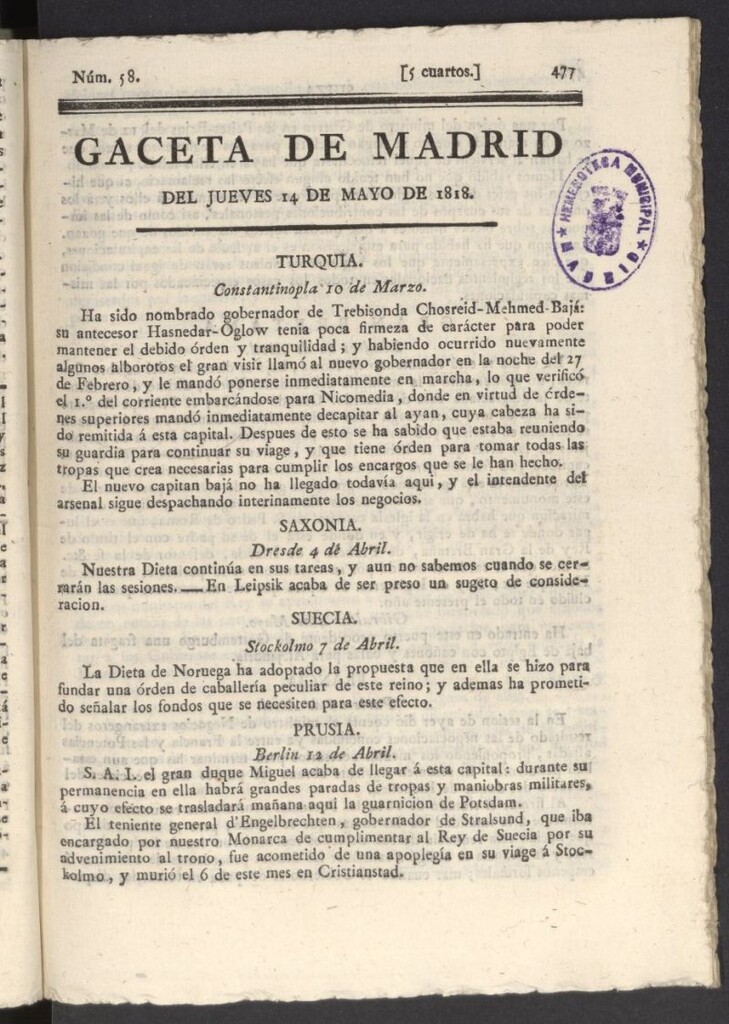 Núm. 58. [5 cuartos.] 477
GACETA DE MADRID
DEL JUEVES 14 DE MAYO DE 1818.
HEMEROTECA MUNICIPAL
MADRID
TURQUIA.
Constantinopla 10 de Marzo.
Ha sido nombrado gobernador de Trebisonda Chosreid-Mehmed-Bajá:
su antecesor Hasnedar-Oglow tenia poca firmeza de carácter para poder
mantener el debido órden y tranquilidad; y habiendo ocurrido nuevamente
algunos alborotos el gran visir llamó al nuevo gobernador en la noche del 27
de Febrero, y le mandó ponerse inmediatamente en marcha, lo que verificó
el 1.º del corriente embarcándose para Nicomedia, donde en virtud de órde-
nes superiores mandó inmediatamente decapitar al ayan, cuya cabeza ha si-
do remitida á esta capital. Despues de esto se ha sabido que estaba reuniendo
su guardia para continuar su viage, y que tiene órden para tomar todas las
tropas que crea necesarias para cumplir los encargos que se le han hecho.
El nuevo capitan bajá no ha llegado todavía aqui, y el intendente del
arsenal sigue despachando interinamente los negocios.
SAXONIA.
Dresde 4 de Abril.
Nuestra Dieta continúa en sus tareas, y aun no sabemos cuando se cer-
rarán las sesiones.__En Leipsik acaba de ser preso un sugeto de conside-
racion.
SUECIA.
Stockolmo 7 de Abril.
La Dieta de Noruega ha adoptado la propuesta que en ella se hizo para
fundar una órden de caballería peculiar de este reino; y ademas ha prometi-
do señalar los fondos que se necesiten para este efecto.
PRUSIA.
Berlin 12 de Abril.
S. A. I. el gran duque Miguel acaba de llegar á esta capital: durante su
permanencia en ella habrá grandes paradas de tropas y maniobras militares,
á cuyo efecto se trasladará mañana aqui la guarnicion de Potsdam.
El teniente general d'Engelbrechten, gobernador de Stralsund, que iba
encargado por nuestro Monarca de cumplimentar al Rey de Suecia por su
advenimiento al trono, fue acometido de una apoplegía en su viage á Stoc-
kolmo, y murió el 6 de este mes en Cristianstad.